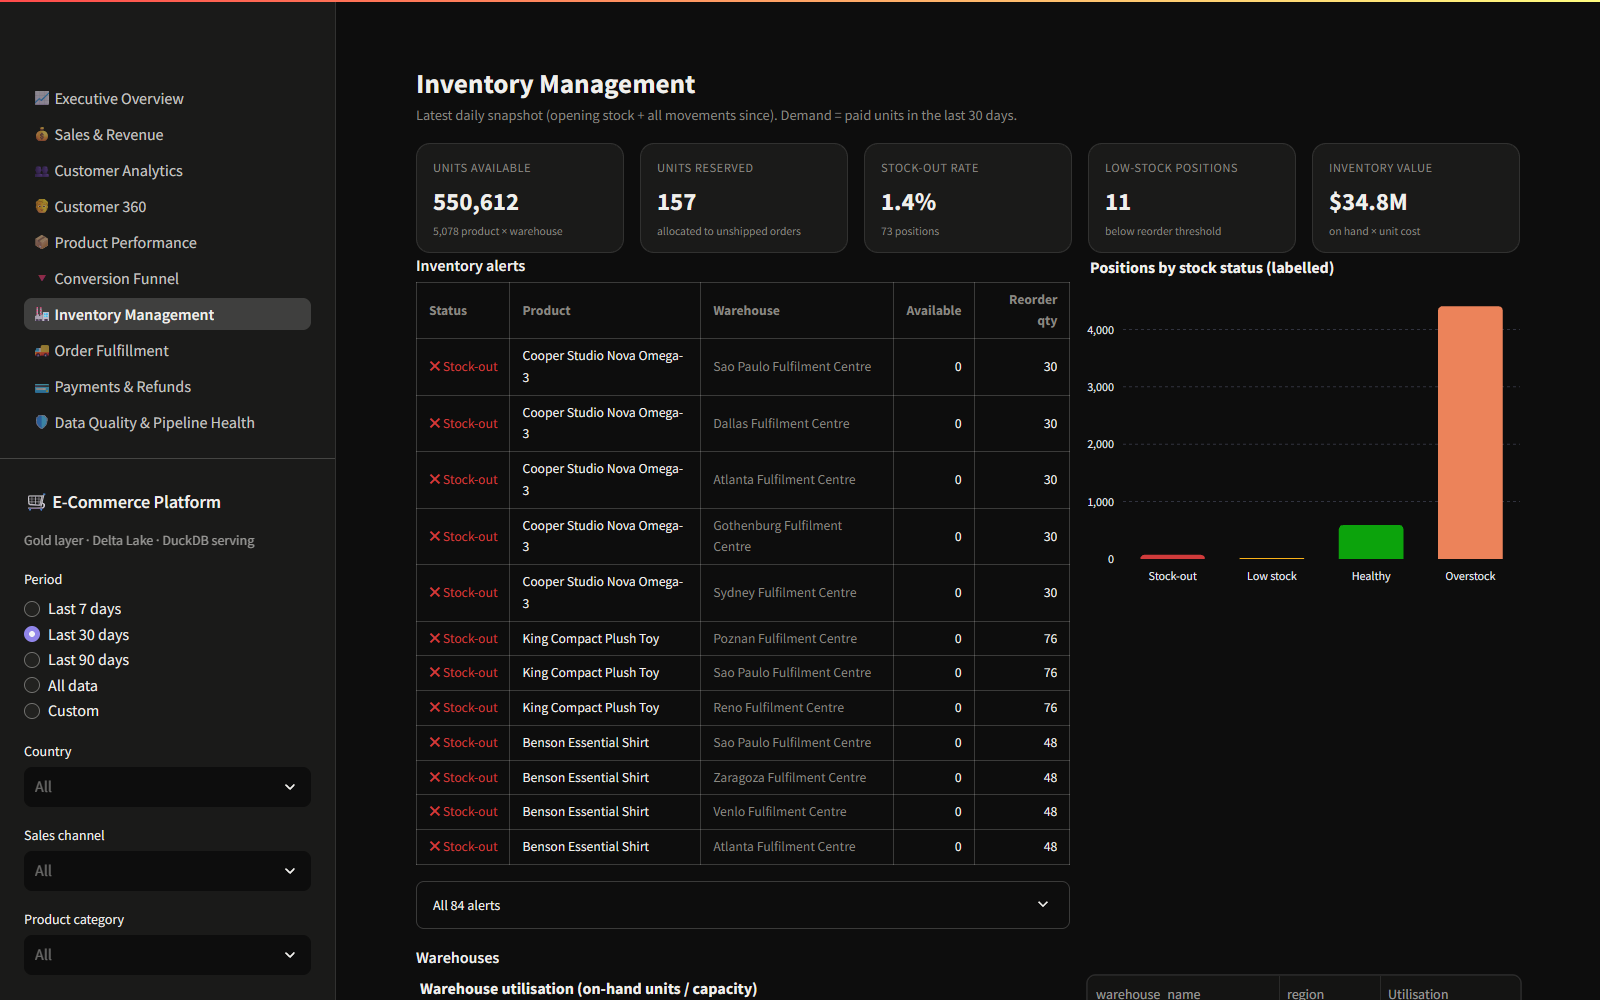 Executive Overview
Sales & Revenue
Customer Analytics
Customer 360
Product Performance
Conversion Funnel
Inventory Management
Order Fulfillment
Payments & Refunds
Data Quality & Pipeline Health
E-Commerce Platform
Gold layer · Delta Lake · DuckDB serving
Period
Last 7 days
Last 30 days
Last 90 days
All data
Custom
Country
All
Sales channel
All
Product category
All
Inventory Management
Latest daily snapshot (opening stock + all movements since). Demand = paid units in the last 30 days.
UNITS AVAILABLE
550,612
5,078 product × warehouse
UNITS RESERVED
157
allocated to unshipped orders
STOCK-OUT RATE
1.4%
73 positions
LOW-STOCK POSITIONS
11
below reorder threshold
INVENTORY VALUE
$34.8M
on hand × unit cost
Inventory alerts
Status Product Warehouse Available Reorder
qty
Stock-out Cooper Studio Nova Omega-
3 Sao Paulo Fulfilment Centre 0 30
Stock-out Cooper Studio Nova Omega-
3 Dallas Fulfilment Centre 0 30
Stock-out Cooper Studio Nova Omega-
3 Atlanta Fulfilment Centre 0 30
Stock-out Cooper Studio Nova Omega-
3 Gothenburg Fulfilment
Centre 0 30
Stock-out Cooper Studio Nova Omega-
3 Sydney Fulfilment Centre 0 30
Stock-out King Compact Plush Toy Poznan Fulfilment Centre 0 76
Stock-out King Compact Plush Toy Sao Paulo Fulfilment Centre 0 76
Stock-out King Compact Plush Toy Reno Fulfilment Centre 0 76
Stock-out Benson Essential Shirt Sao Paulo Fulfilment Centre 0 48
Stock-out Benson Essential Shirt Zaragoza Fulfilment Centre 0 48
Stock-out Benson Essential Shirt Venlo Fulfilment Centre 0 48
Stock-out Benson Essential Shirt Atlanta Fulfilment Centre 0 48
All 84 alerts
Positions by stock status (labelled)
4,000
3,000
2,000
1,000
0
Stock-out Low stock Healthy Overstock
Warehouses
Warehouse utilisation (on-hand units / capacity)
warehouse_name region Utilisation